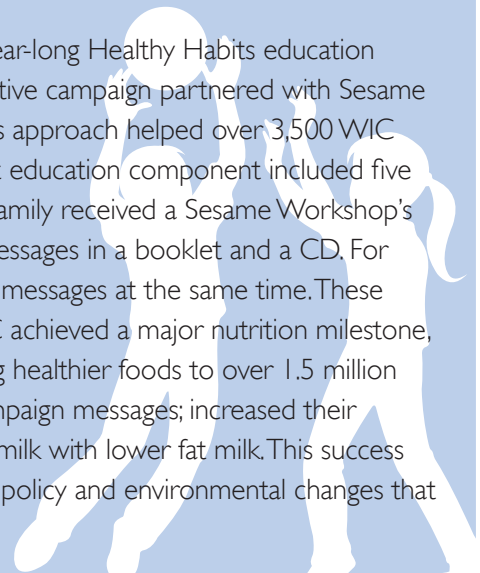 ear-long Healthy Habits education
tive campaign partnered with Sesame
s approach helped over 3,500 WIC
education component included five
amily received a Sesame Workshop's
essages in a booklet and a CD. For
messages at the same time. These
C achieved a major nutrition milestone,
g healthier foods to over 1.5 million
mpaign messages; increased their
milk with lower fat milk. This success
policy and environmental changes that